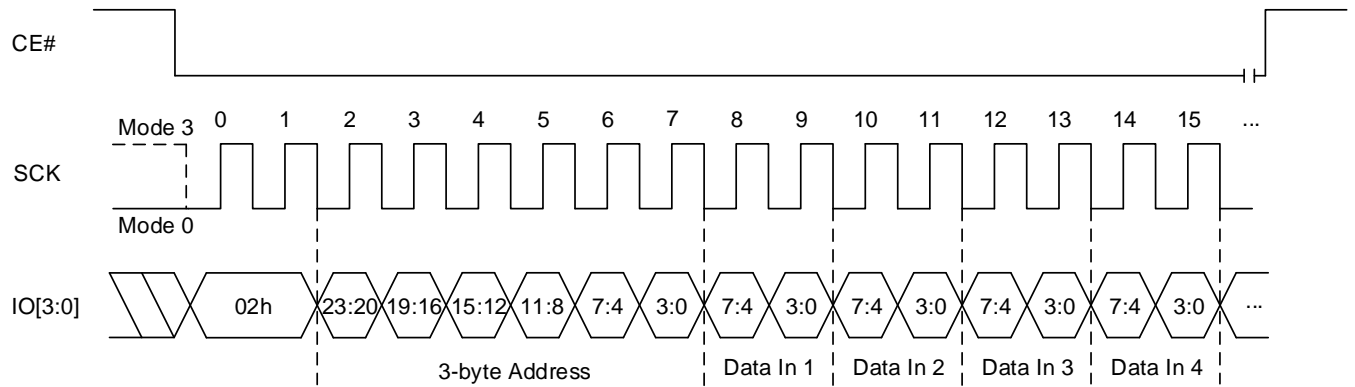 CE#
Mode 3 0 1 2 3 4 5 6 7 8 9 10 11 12 13 14 15 ...
SCK
Mode 0
IO[3:0] 02h 23:20 19:16 15:12 11:8 7:4 3:0 7:4 3:0 7:4 3:0 7:4 3:0 7:4 3:0 ...
3-byte Address Data In 1 Data In 2 Data In 3 Data In 4